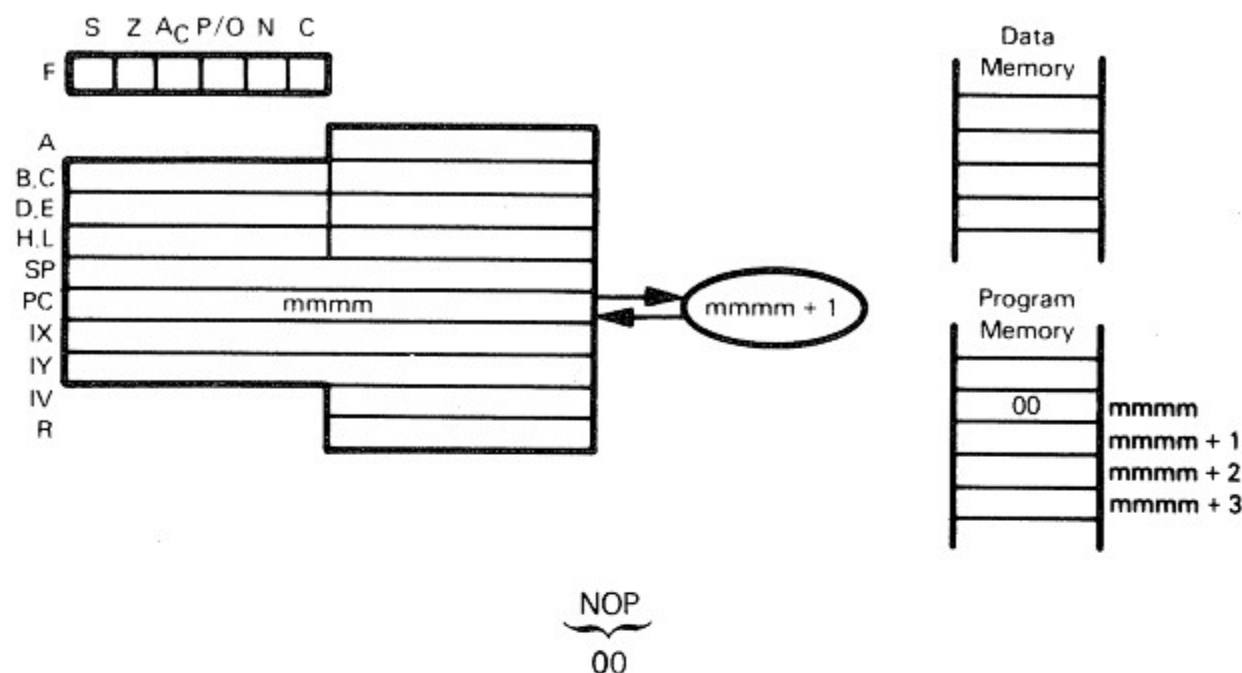 S Z AC P/O N C
F
A
B,C
D,E
H,L
SP
PC mmmm
IX
IY
IV
R
mmmm + 1
Data
Memory
Program
Memory
00 mmmm
mmmm + 1
mmmm + 2
mmmm + 3
NOP
00